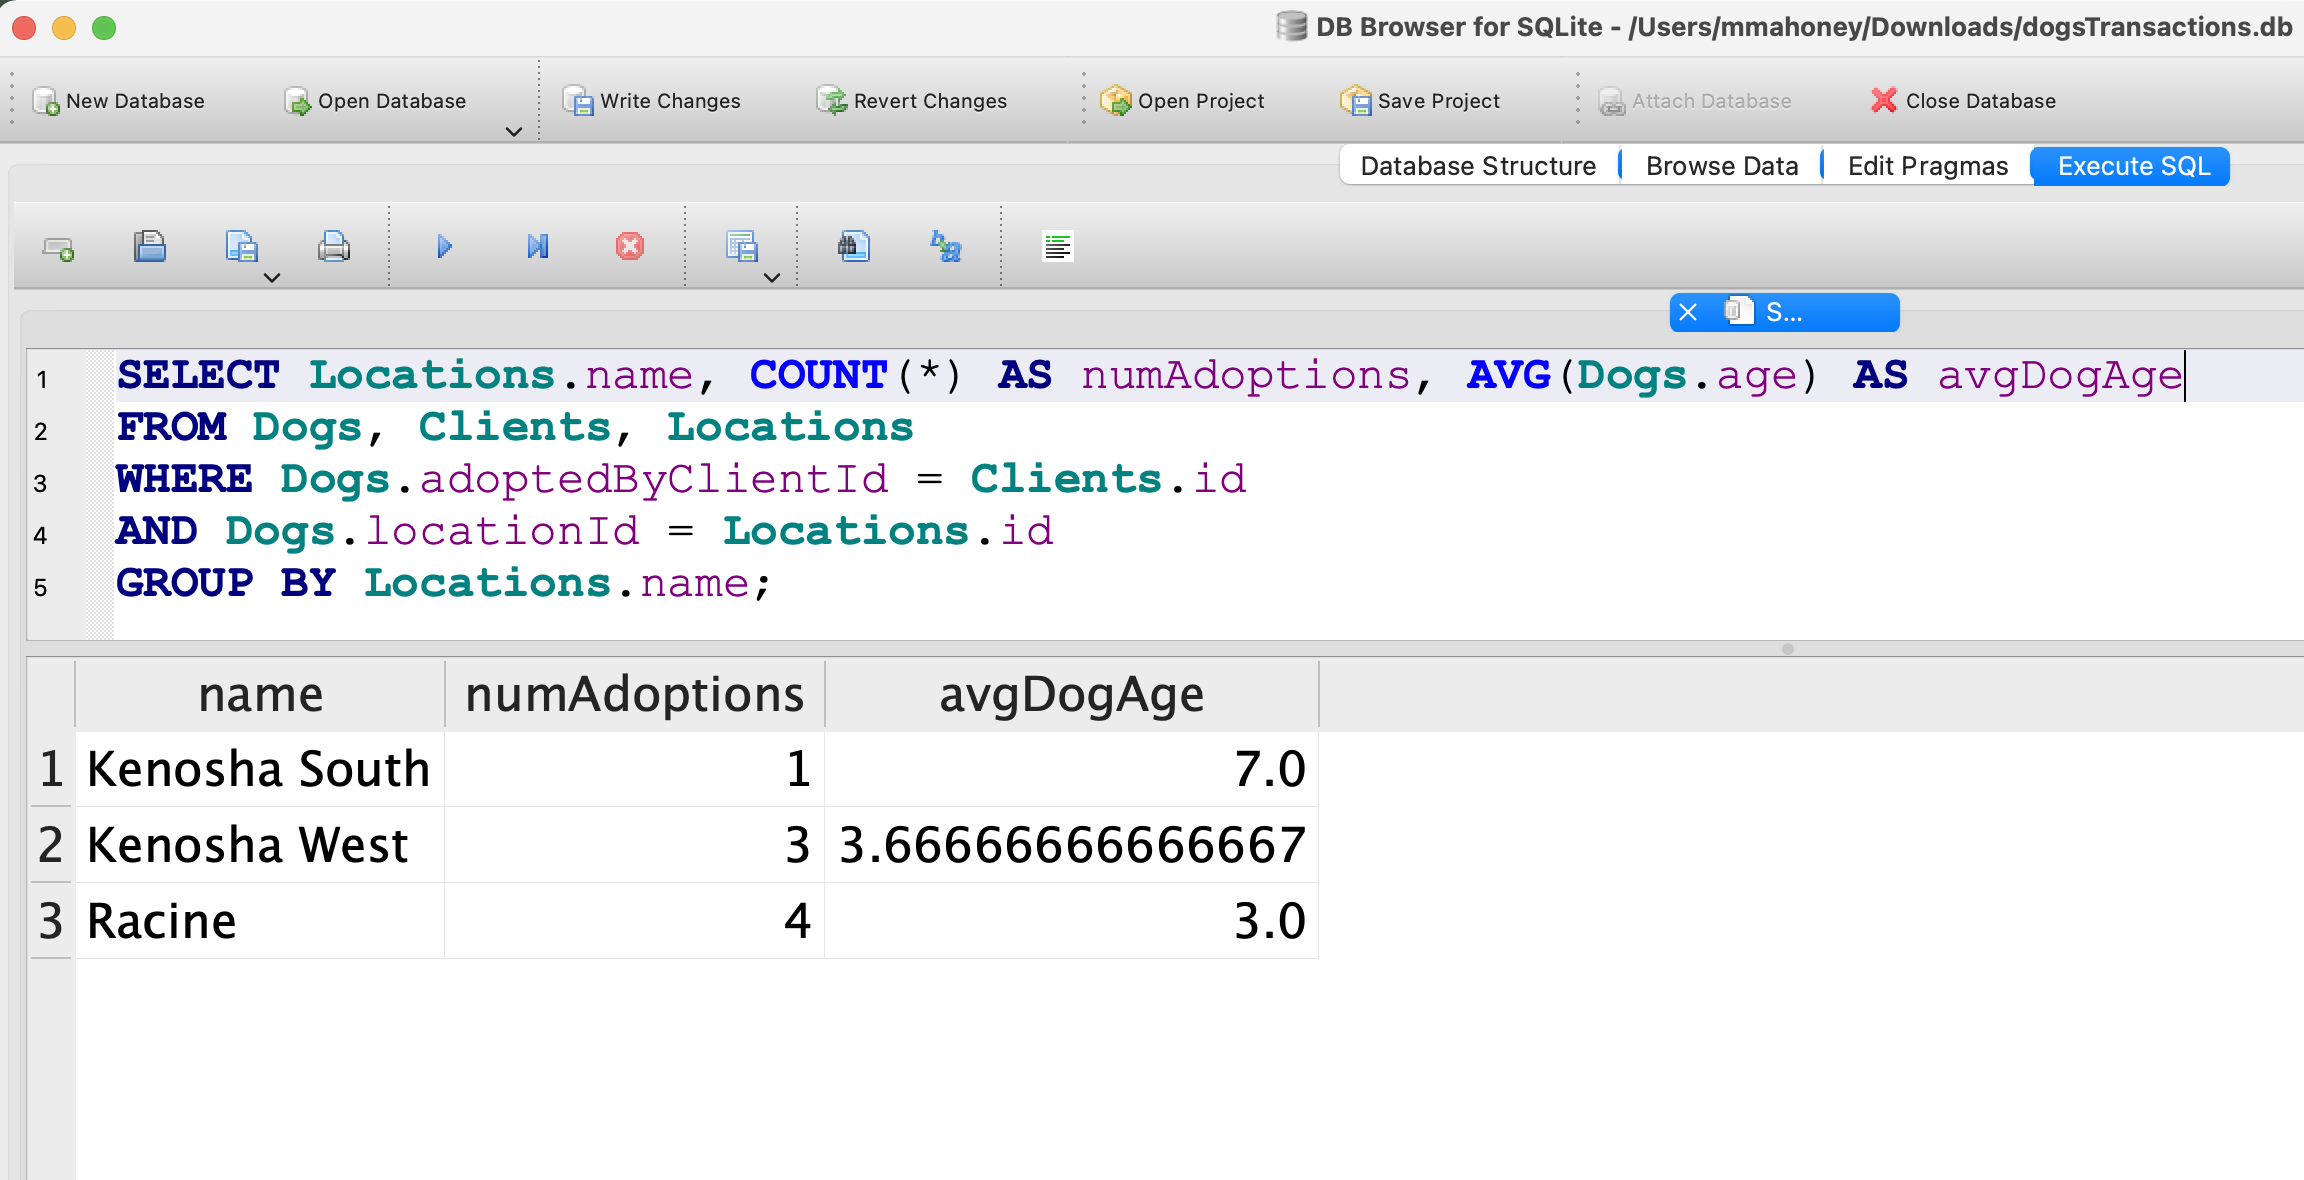 DB Browser for SQLite - /Users/mmahoney/Downloads/dogsTransactions.db
New Database Open Database Write Changes Revert Changes Open Project Save Project Attach Database Close Database
Database Structure Browse Data Edit Pragmas Execute SQL
S...
1 SELECT Locations.name, COUNT(*) AS numAdoptions, AVG(Dogs.age) AS avgDogAge
2 FROM Dogs, Clients, Locations
3 WHERE Dogs.adoptedByClientId = Clients.id
4 AND Dogs.locationId = Locations.id
5 GROUP BY Locations.name;
name numAdoptions avgDogAge
1 Kenosha South 1 7.0
2 Kenosha West 3 3.66666666666667
3 Racine 4 3.0